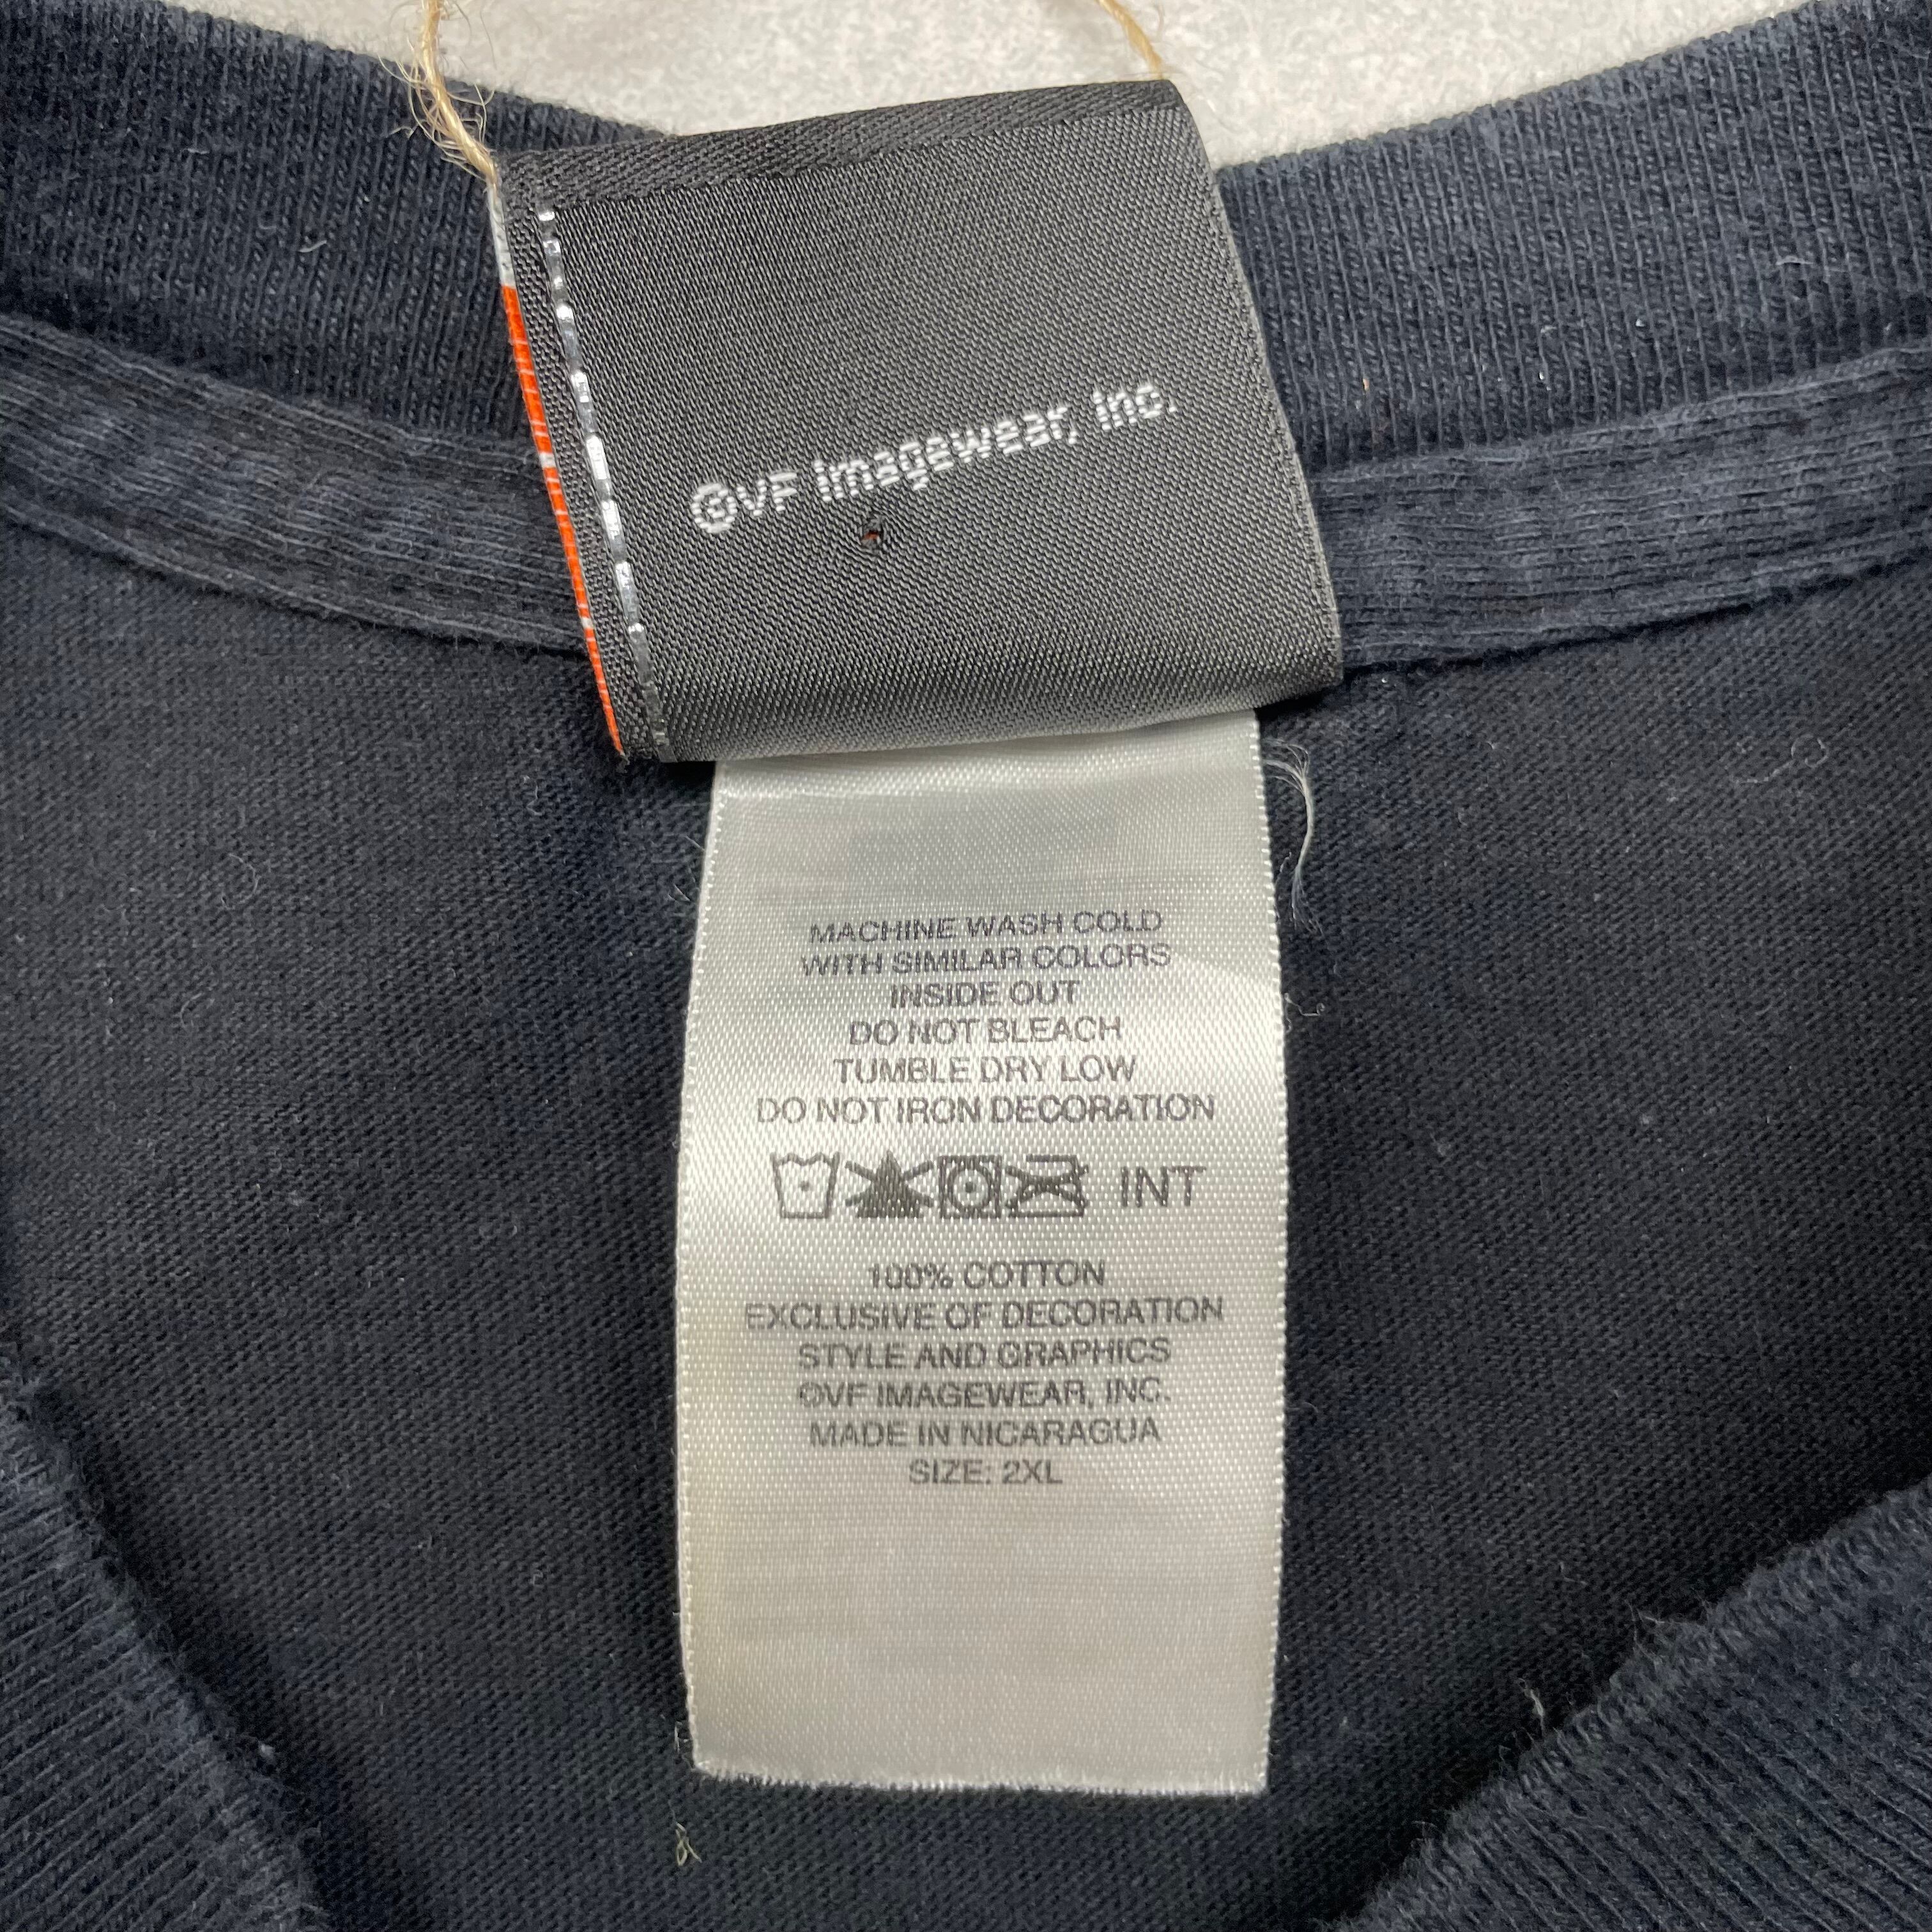 ©VF Imagewear, Inc.
MACHINE WASH COLD
WITH SIMILAR COLORS
INSIDE OUT
DO NOT BLEACH
TUMBLE DRY LOW
DO NOT IRON DECORATION
INT
100% COTTON
EXCLUSIVE OF DECORATION
STYLE AND GRAPHICS
©VF IMAGEWEAR, INC.
MADE IN NICARAGUA
SIZE: 2XL